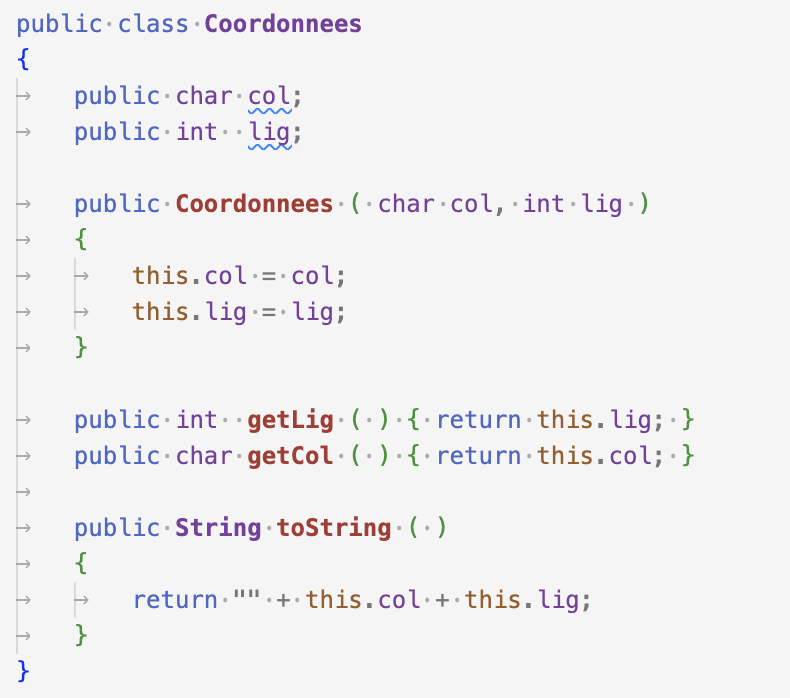 public class Coordonnees
{
	public char col;
	public int  lig;

	public Coordonnees ( char col, int lig )
	{
		this.col = col;
		this.lig = lig;
	}

	public int  getLig ( ) { return this.lig; }
	public char getCol ( ) { return this.col; }
	
	public String toString ( )
	{
		return "" + this.col + this.lig;
	}
}